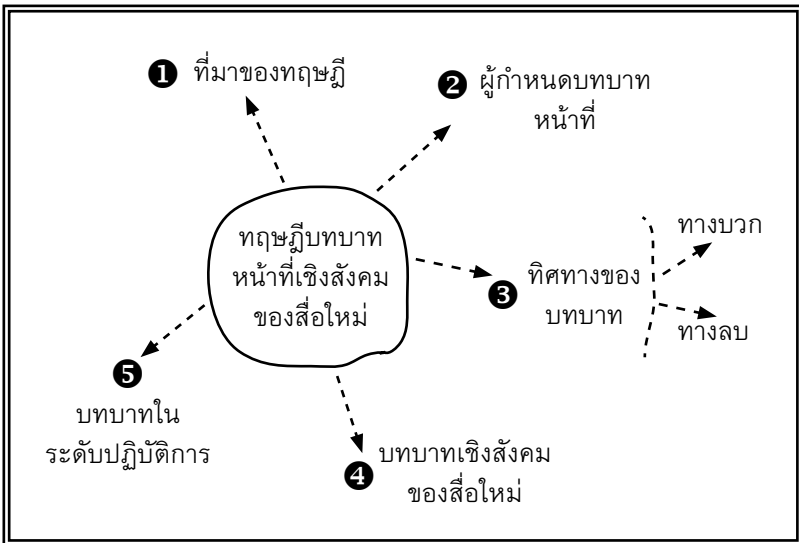 ❶ ที่มาของทฤษฎี
❷ ผู้กำหนดบทบาท
หน้าที่
ทฤษฎีบทบาท
หน้าที่เชิงสังคม
ของสื่อใหม่
❸ ทิศทางของ
บทบาท
ทางบวก
ทางลบ
❹ บทบาทเชิงสังคม
ของสื่อใหม่
❺
บทบาทใน
ระดับปฏิบัติการ